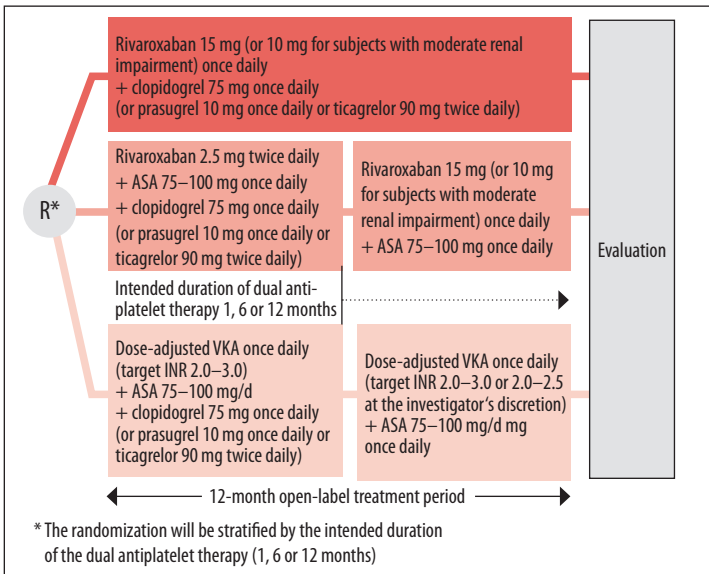 Rivaroxaban 15 mg (or 10 mg for subjects with moderate renal
impairment) once daily
+ clopidogrel 75 mg once daily
(or prasugrel 10 mg once daily or ticagrelor 90 mg twice daily)
R*
Rivaroxaban 2.5 mg twice daily
+ ASA 75–100 mg once daily
+ clopidogrel 75 mg once daily
(or prasugrel 10 mg once daily or
ticagrelor 90 mg twice daily)
Rivaroxaban 15 mg (or 10 mg
for subjects with moderate
renal impairment) once daily
+ ASA 75–100 mg once daily
Evaluation
Intended duration of dual anti-
platelet therapy 1, 6 or 12 months
Dose-adjusted VKA once daily
(target INR 2.0–3.0)
+ ASA 75–100 mg/d
+ clopidogrel 75 mg once daily
(or prasugrel 10 mg once daily or
ticagrelor 90 mg twice daily)
Dose-adjusted VKA once daily
(target INR 2.0–3.0 or 2.0–2.5
at the investigator's discretion)
+ ASA 75–100 mg/d mg
once daily
12-month open-label treatment period
* The randomization will be stratified by the intended duration
of the dual antiplatelet therapy (1, 6 or 12 months)